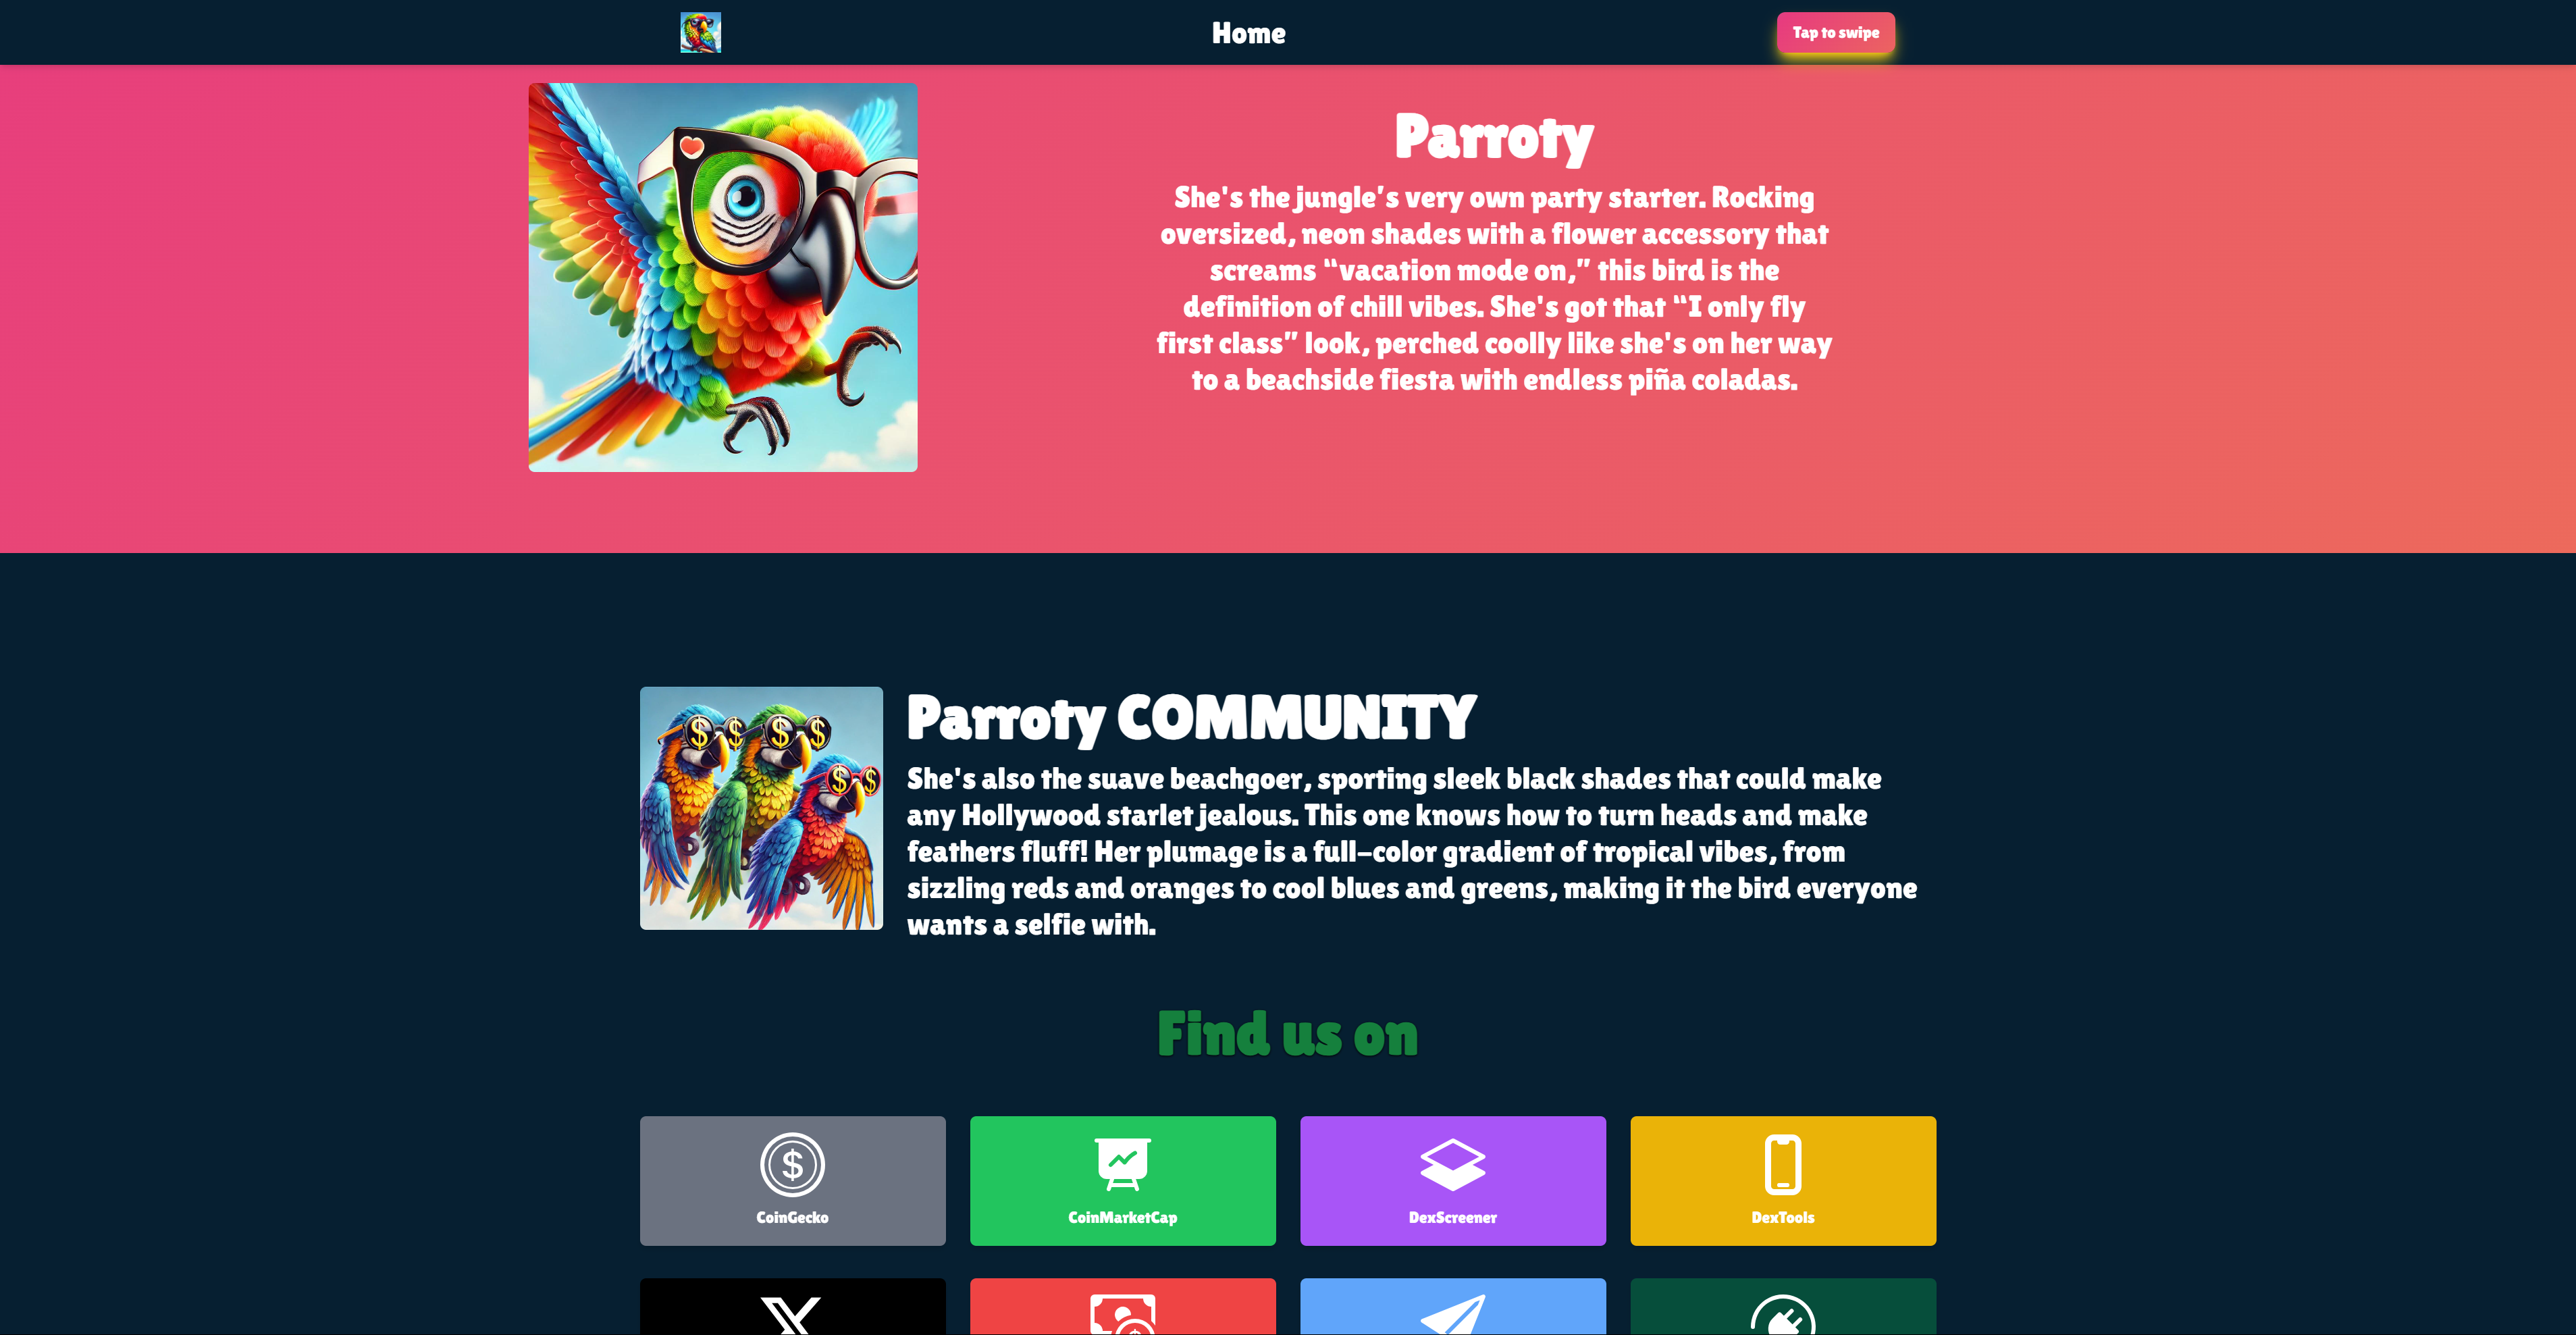 Home
Tap to swipe
Parroty
She's the jungle’s very own party starter. Rocking
oversized, neon shades with a flower accessory that
screams “vacation mode on,” this bird is the
definition of chill vibes. She's got that “I only fly
first class” look, perched coolly like she's on her way
to a beachside fiesta with endless piña coladas.
Parroty COMMUNITY
She's also the suave beachgoer, sporting sleek black shades that could make
any Hollywood starlet jealous. This one knows how to turn heads and make
feathers fluff! Her plumage is a full-color gradient of tropical vibes, from
sizzling reds and oranges to cool blues and greens, making it the bird everyone
wants a selfie with.
Find us on
CoinGecko
CoinMarketCap
DexScreener
DexTools